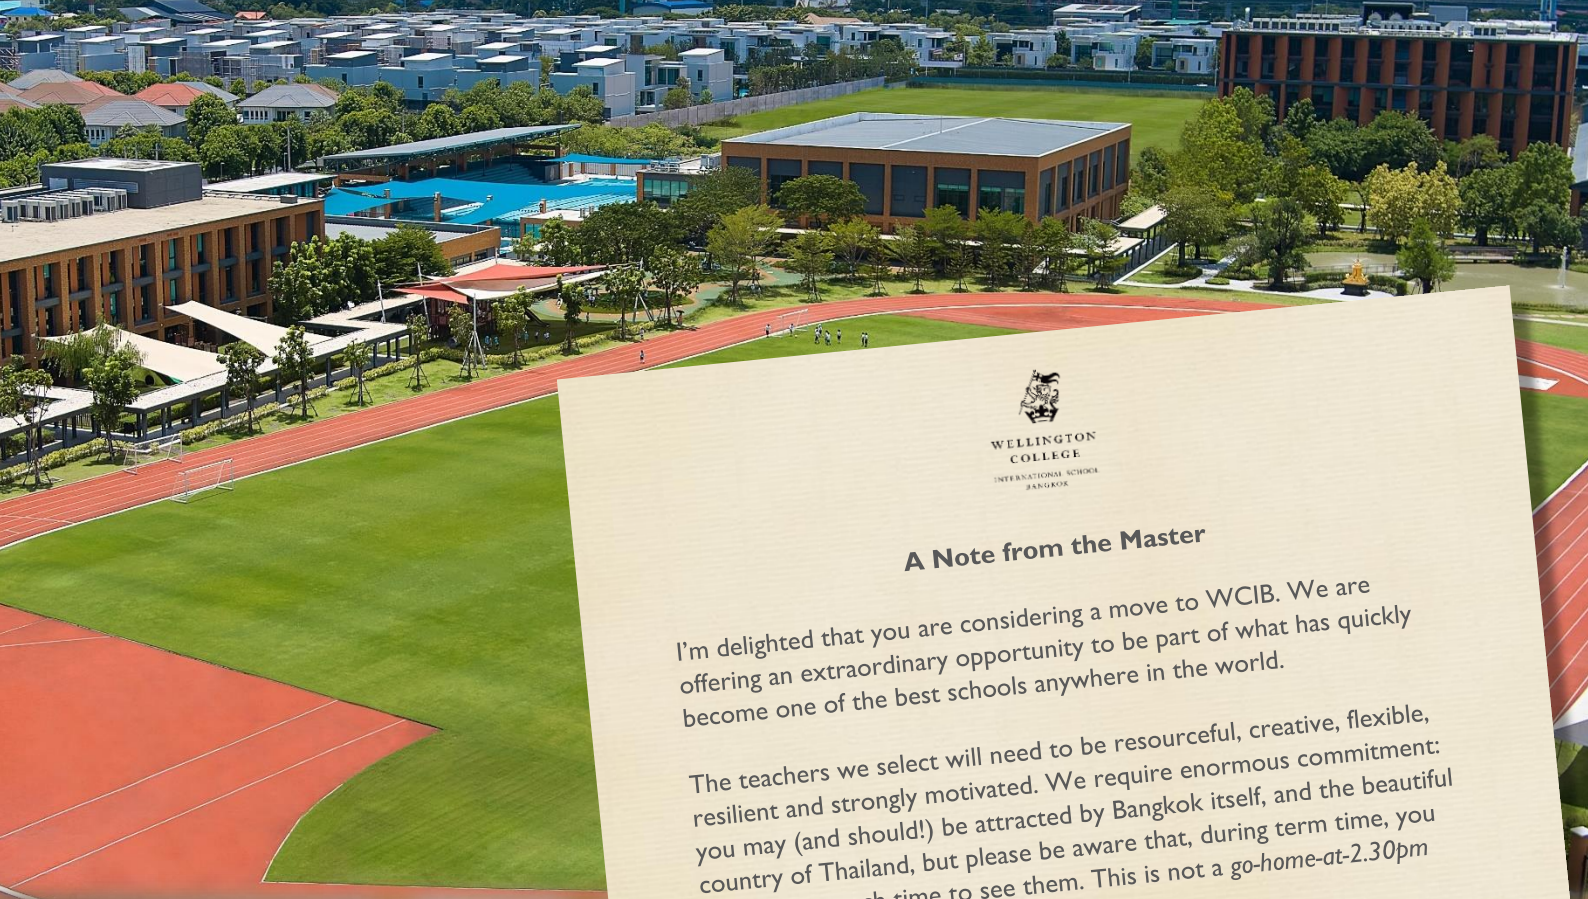 WELLINGTON
COLLEGE
INTERNATIONAL SCHOOL
BANGKOK
A Note from the Master
I'm delighted that you are considering a move to WCIB. We are
offering an extraordinary opportunity to be part of what has quickly
become one of the best schools anywhere in the world.
The teachers we select will need to be resourceful, creative, flexible,
resilient and strongly motivated. We require enormous commitment:
you may (and should!) be attracted by Bangkok itself, and the beautiful
country of Thailand, but please be aware that, during term time, you
time to see them. This is not a go-home-at-2.30pm